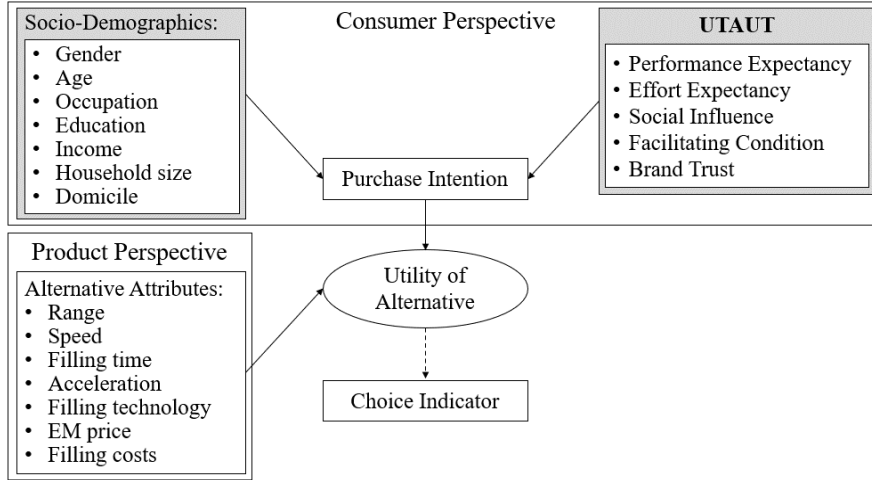 Socio-Demographics:
• Gender
• Age
• Occupation
• Education
• Income
• Household size
• Domicile
Consumer Perspective
UTAUT
• Performance Expectancy
• Effort Expectancy
• Social Influence
• Facilitating Condition
• Brand Trust
Purchase Intention
Product Perspective
Alternative Attributes:
• Range
• Speed
• Filling time
• Acceleration
• Filling technology
• EM price
• Filling costs
Utility of
Alternative
Choice Indicator